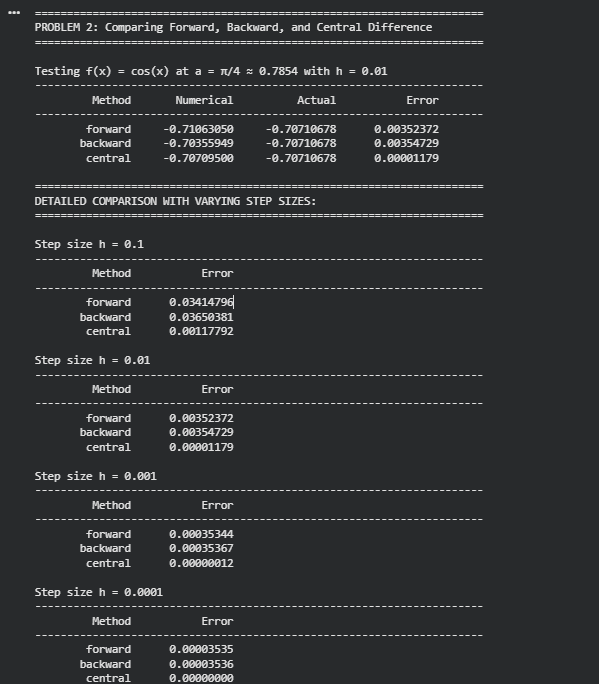 ================================================================================
PROBLEM 2: Comparing Forward, Backward, and Central Difference
================================================================================
Testing f(x) = cos(x) at a = π/4 ≈ 0.7854 with h = 0.01
--------------------------------------------------------------------------------
Method Numerical Actual Error
--------------------------------------------------------------------------------
forward -0.71063050 -0.70710678 0.00352372
backward -0.70355949 -0.70710678 0.00354729
central -0.70709500 -0.70710678 0.00001179
================================================================================
DETAILED COMPARISON WITH VARYING STEP SIZES:
================================================================================
Step size h = 0.1
--------------------------------------------------------------------------------
Method Error
--------------------------------------------------------------------------------
forward 0.03414796
backward 0.03650381
central 0.00117792
Step size h = 0.01
--------------------------------------------------------------------------------
Method Error
--------------------------------------------------------------------------------
forward 0.00352372
backward 0.00354729
central 0.00001179
Step size h = 0.001
--------------------------------------------------------------------------------
Method Error
--------------------------------------------------------------------------------
forward 0.00035344
backward 0.00035367
central 0.00000012
Step size h = 0.0001
--------------------------------------------------------------------------------
Method Error
--------------------------------------------------------------------------------
forward 0.00003535
backward 0.00003536
central 0.00000000